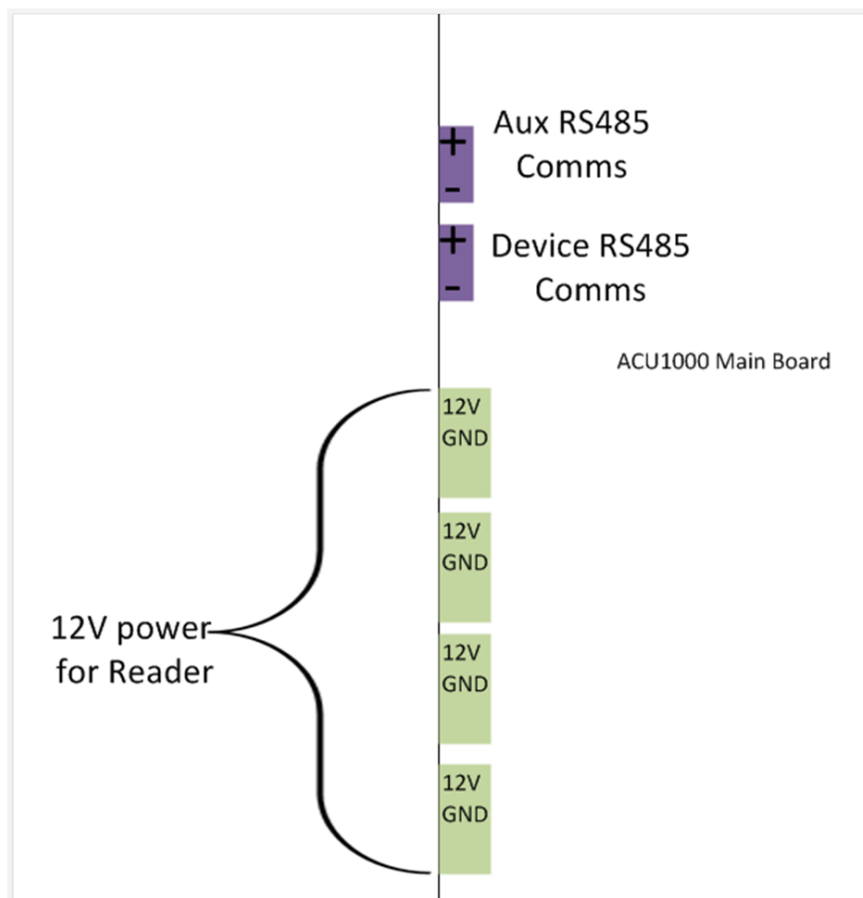 +
Aux RS485
Comms
-
+
Device RS485
Comms
-
ACU1000 Main Board
12V
GND
12V
GND
12V power
for Reader
12V
GND
12V
GND